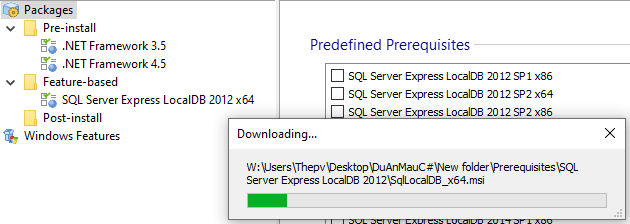 Packages
Pre-install
.NET Framework 3.5
.NET Framework 4.5
Feature-based
SQL Server Express LocalDB 2012 x64
Post-install
Windows Features
Predefined Prerequisites
SQL Server Express LocalDB 2012 SP1 x86
SQL Server Express LocalDB 2012 SP2 x64
SQL Server Express LocalDB 2012 SP2 x86
Downloading...
W:\Users\Thepv\Desktop\DuAnMauC#\New folder\Prerequisites\SQL
Server Express LocalDB 2012\SqlLocalDB_x64.msi